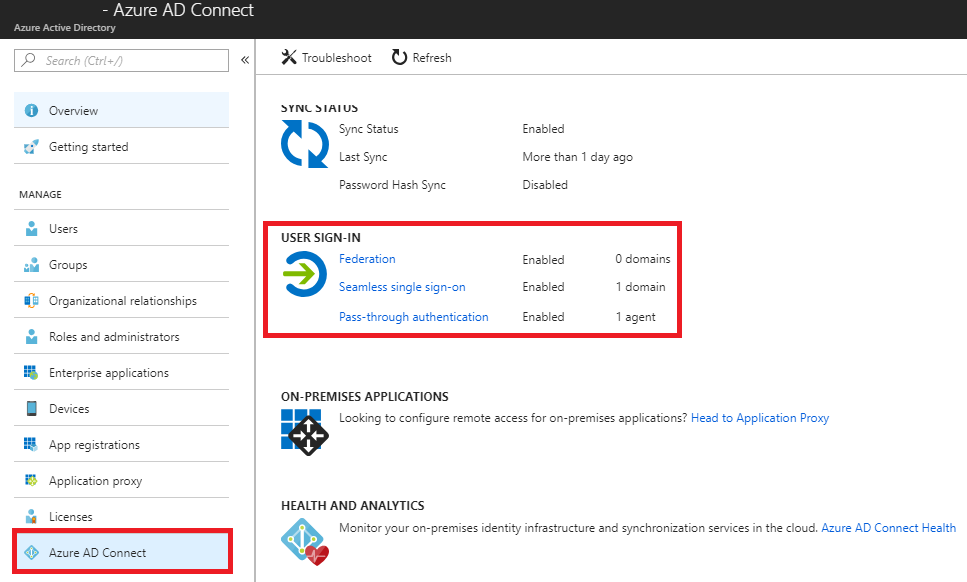 - Azure AD Connect
Azure Active Directory
Search (Ctrl+/)
«
Overview
Getting started
MANAGE
Users
Groups
Organizational relationships
Roles and administrators
Enterprise applications
Devices
App registrations
Application proxy
Licenses
Azure AD Connect
Troubleshoot Refresh
SYNC STATUS
Sync Status Enabled
Last Sync More than 1 day ago
Password Hash Sync Disabled
USER SIGN-IN
Federation Enabled 0 domains
Seamless single sign-on Enabled 1 domain
Pass-through authentication Enabled 1 agent
ON-PREMISES APPLICATIONS
Looking to configure remote access for on-premises applications? Head to Application Proxy
HEALTH AND ANALYTICS
Monitor your on-premises identity infrastructure and synchronization services in the cloud. Azure AD Connect Health